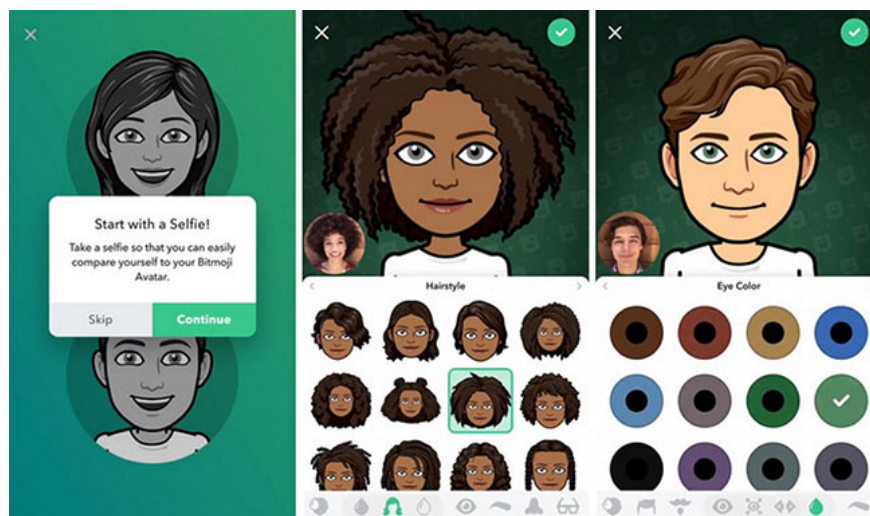 Start with a Selfie!
Take a selfie so that you can easily
compare yourself to your Bitmoji
Avatar.
Skip
Continue
Hairstyle
Eye Color